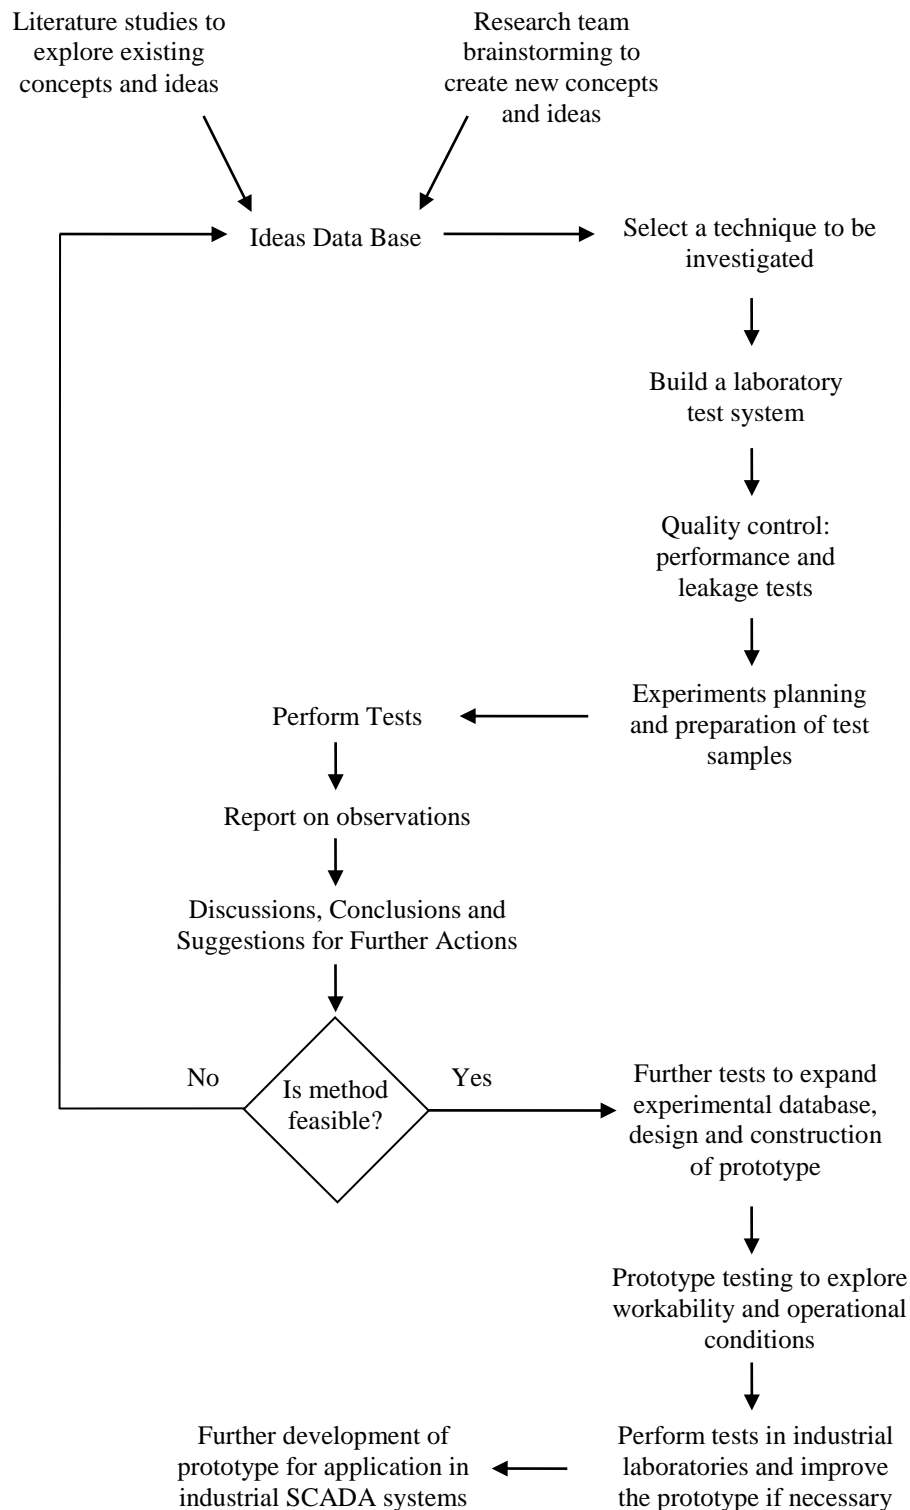 Literature studies to
explore existing
concepts and ideas
Research team
brainstorming to
create new concepts
and ideas
Ideas Data Base
Select a technique to be
investigated
Build a laboratory
test system
Quality control:
performance and
leakage tests
Experiments planning
and preparation of test
samples
Perform Tests
Report on observations
Discussions, Conclusions and
Suggestions for Further Actions
Is method
feasible?
No
Yes
Further tests to expand
experimental database,
design and construction
of prototype
Prototype testing to explore
workability and operational
conditions
Perform tests in industrial
laboratories and improve
the prototype if necessary
Further development of
prototype for application in
industrial SCADA systems